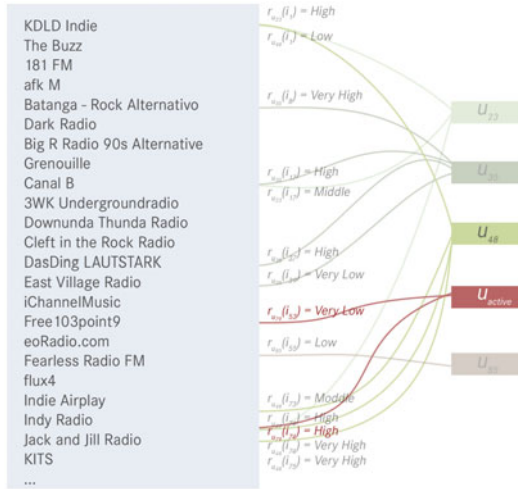 KDLD Indie
The Buzz
181 FM
afk M
Batanga - Rock Alternativo
Dark Radio
Big R Radio 90s Alternative
Grenouille
Canal B
3WK Undergroundradio
Downunda Thunda Radio
Cleft in the Rock Radio
DasDing LAUTSTARK
East Village Radio
iChannelMusic
Free103point9
eoRadio.com
Fearless Radio FM
flux4
Indie Airplay
Indy Radio
Jack and Jill Radio
KITS
...
= High
= Low
= Very High
= High
= Middle
= High
= Very Low
(i53) = Very Low
= Low
= Moddle
= High
= High
= Very High
= Very High
u23
u48
uactive